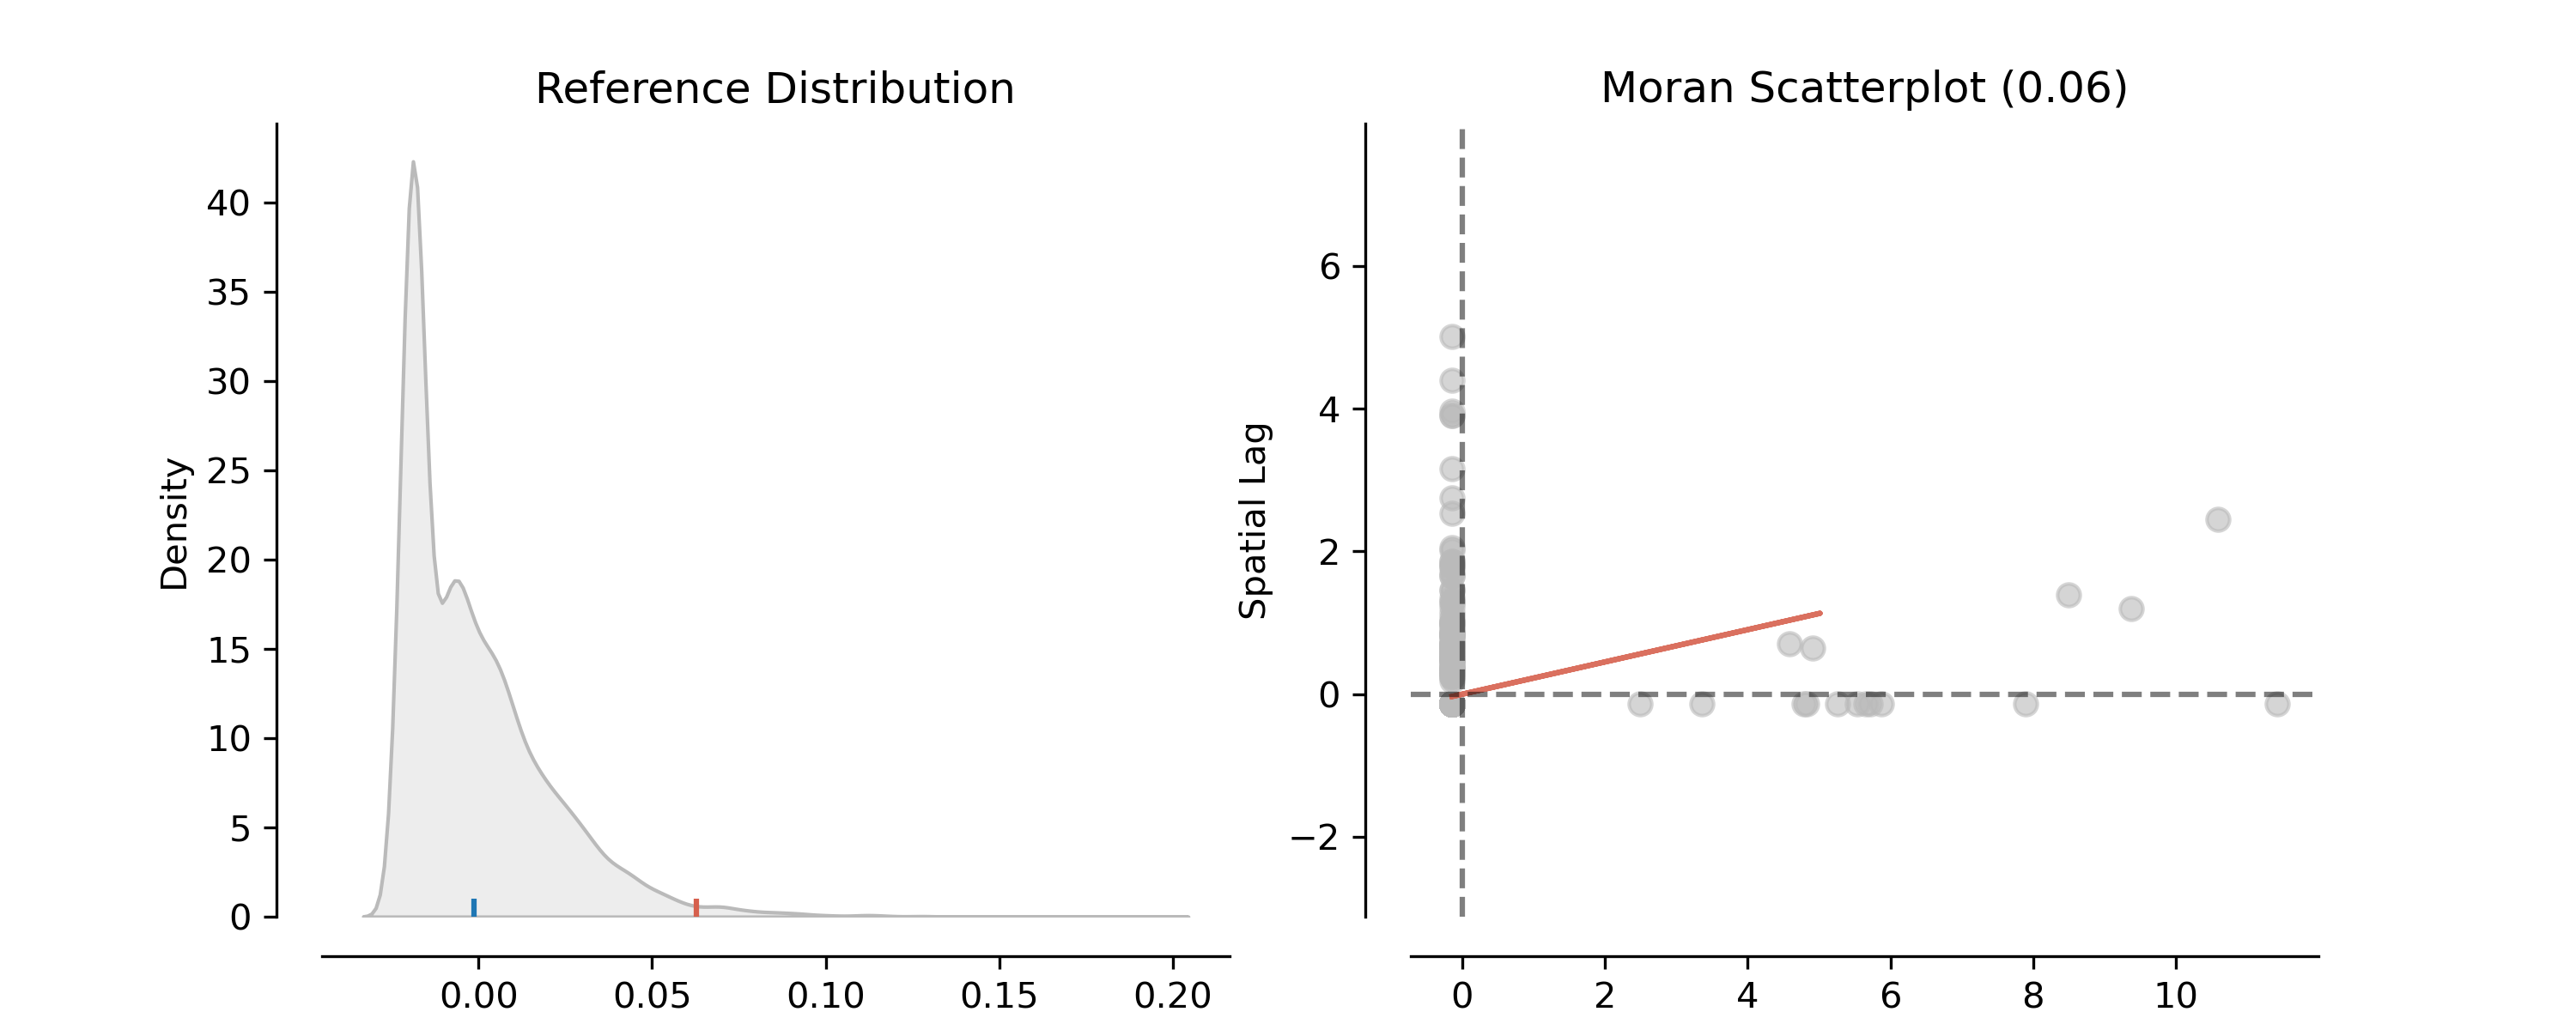 Reference Distribution
Density
40
35
30
25
20
15
10
5
0
0.00 0.05 0.10 0.15 0.20
Moran Scatterplot (0.06)
Spatial Lag
6
4
2
0
−2
0 2 4 6 8 10